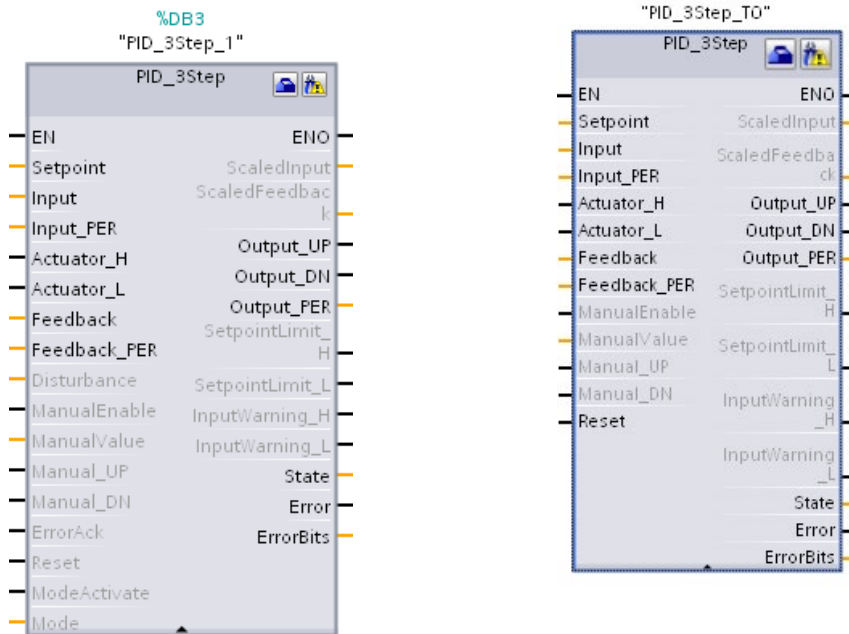 %DB3
"PID_3Step_1"
PID_3Step
EN
ENO
Setpoint
ScaledInput
Input
ScaledFeedbac
k
Input_PER
Output_UP
Actuator_H
Output_DN
Actuator_L
Output_PER
Feedback
SetpointLimit_
H
Feedback_PER
Disturbance
SetpointLimit_L
ManualEnable
InputWarning_H
ManualValue
InputWarning_L
Manual_UP
State
Manual_DN
Error
ErrorAck
ErrorBits
Reset
ModeActivate
Mode
"PID_3Step_TO"
PID_3Step
EN
ENO
Setpoint
ScaledInput
Input
ScaledFeedba
ck
Input_PER
Actuator_H
Output_UP
Actuator_L
Output_DN
Feedback
Output_PER
Feedback_PER
SetpointLimit_
H
ManualEnable
ManualValue
SetpointLimit_
L
Manual_UP
Manual_DN
InputWarning
_H
Reset
InputWarning
_L
State
Error
ErrorBits